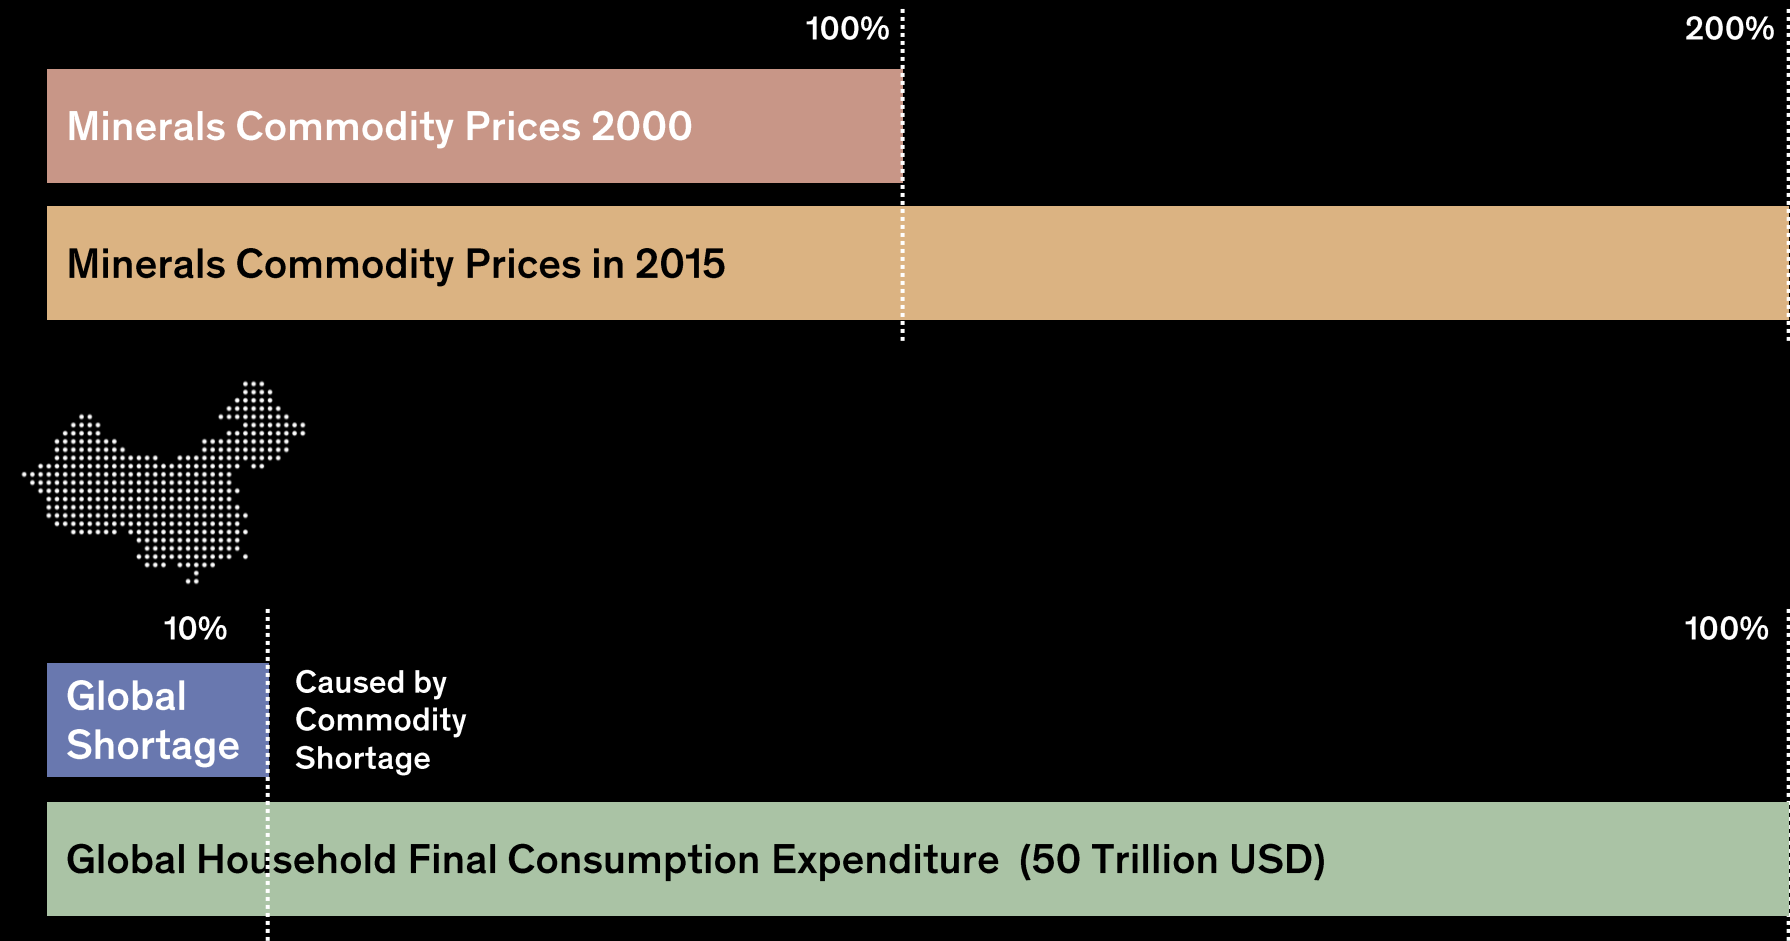 100%
200%
Minerals Commodity Prices 2000
Minerals Commodity Prices in 2015
10%
100%
Global
Shortage
Caused by
Commodity
Shortage
Global Household Final Consumption Expenditure  (50 Trillion USD)